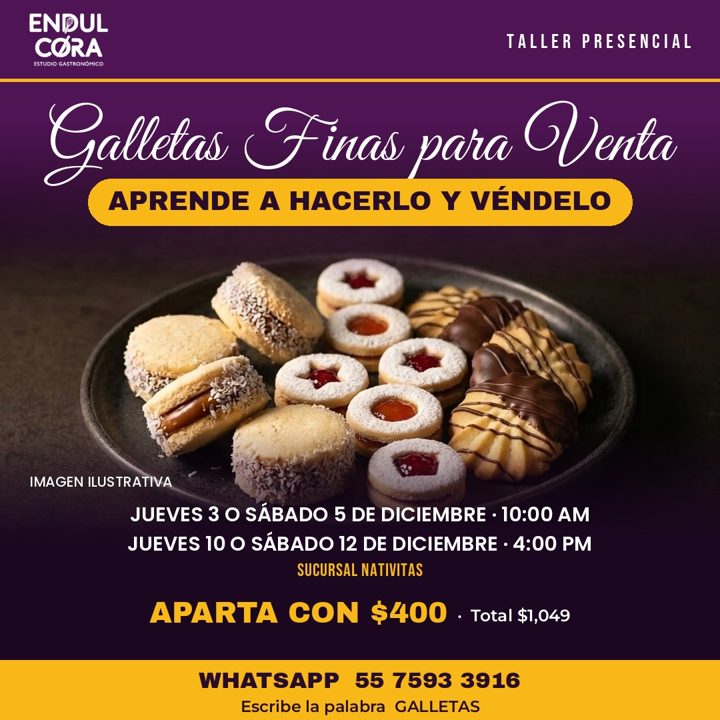 ENDUL
CORA
ESTUDIO GASTRONÓMICO
TALLER PRESENCIAL
Galletas Finas para Venta
APRENDE A HACERLO Y VÉNDELO
IMAGEN ILUSTRATIVA
JUEVES 3 O SÁBADO 5 DE DICIEMBRE · 10:00 AM
JUEVES 10 O SÁBADO 12 DE DICIEMBRE · 4:00 PM
SUCURSAL NATIVITAS
APARTA CON $400 · Total $1,049
WHATSAPP 55 7593 3916
Escribe la palabra GALLETAS